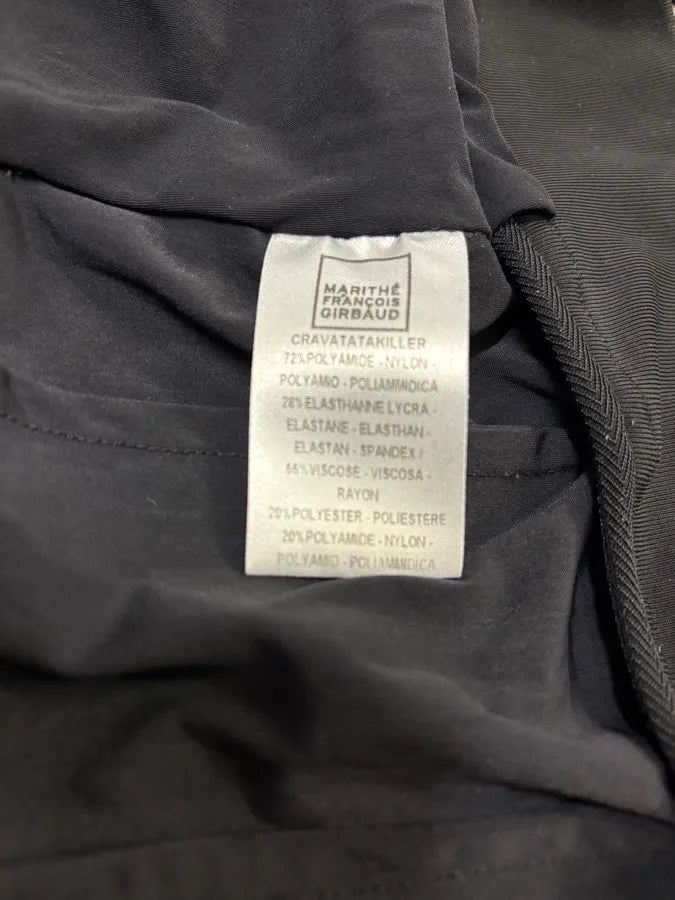 MARITHÉ
FRANÇOIS
GIRBAUD
CRAVATATAKILLER
72%POLYAMIDE -NYLON -
POLYAMID - POLIAMMIDICA
28%ELASTHANNE LYCRA -
ELASTANE - ELASTHAN -
ELASTAN - SPANDEX /
VISCOSE - VISCOSA -
RAYON
20%POLYESTER - POLIESTERE
20%POLYAMIDE -NYLON -
POLYAMID - POLIAMMIDICA